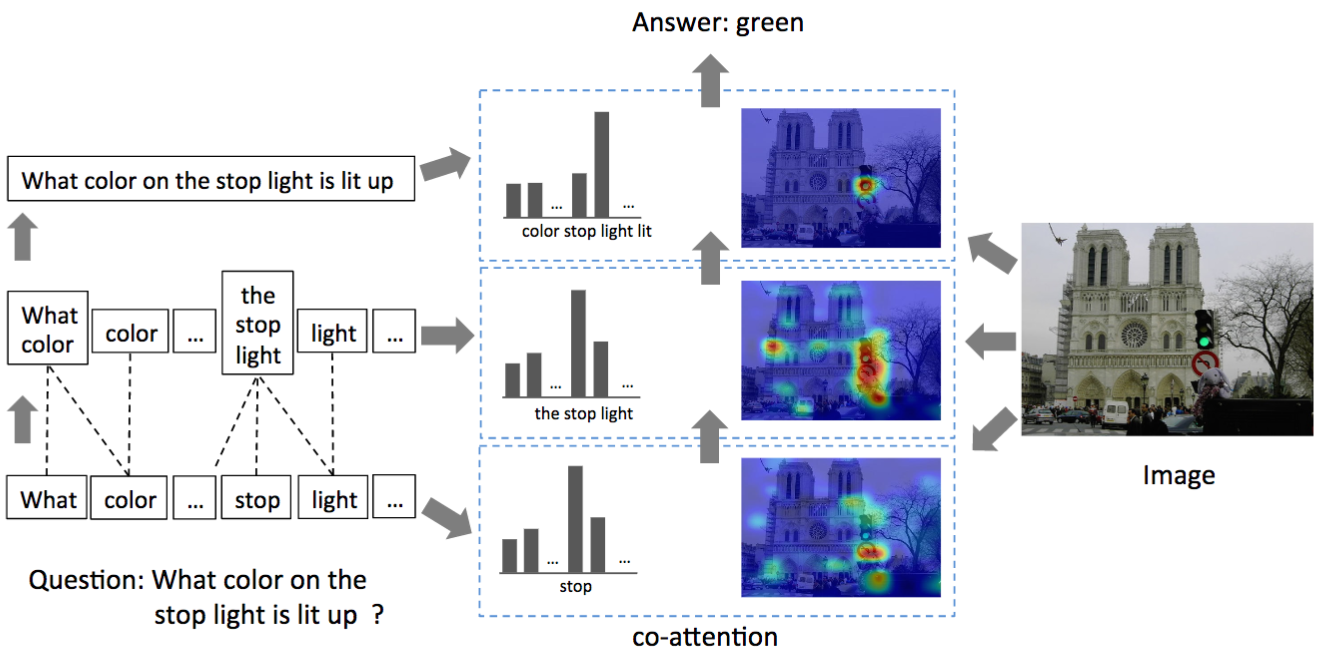 Answer: green
What color on the stop light is lit up
...
...
color stop light lit
What
color
color
...
the
stop
light
light
...
...
...
the stop light
Image
What
color
...
stop
light
...
...
...
stop
Question: What color on the
stop light is lit up ?
co-attention